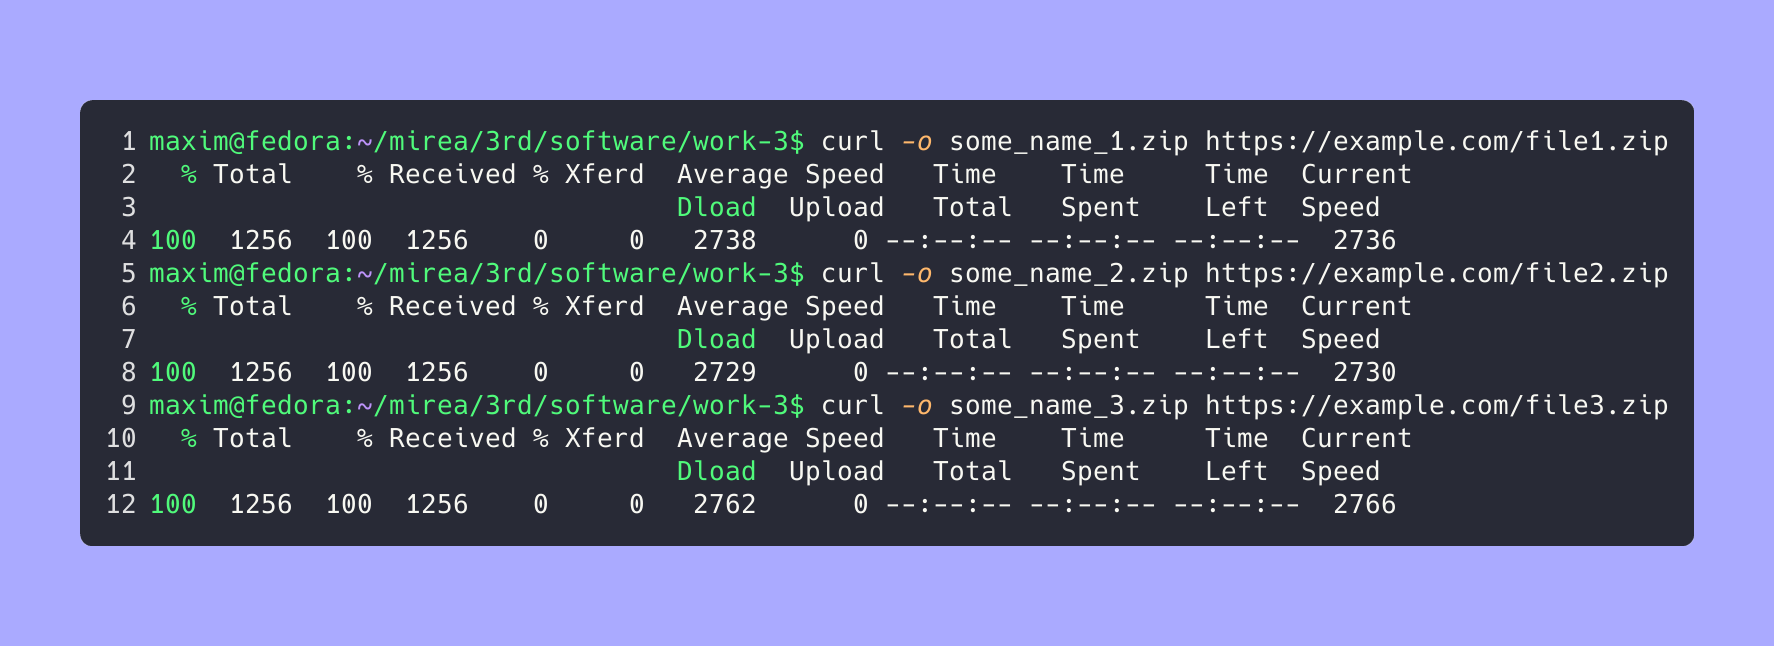 1 maxim@fedora:~/mirea/3rd/software/work-3$ curl -o some_name_1.zip https://example.com/file1.zip
2   % Total    % Received % Xferd  Average Speed   Time    Time     Time  Current
3                                  Dload  Upload   Total   Spent    Left  Speed
4 100  1256  100  1256    0     0   2738      0 --:--:-- --:--:-- --:--:--  2736
5 maxim@fedora:~/mirea/3rd/software/work-3$ curl -o some_name_2.zip https://example.com/file2.zip
6   % Total    % Received % Xferd  Average Speed   Time    Time     Time  Current
7                                  Dload  Upload   Total   Spent    Left  Speed
8 100  1256  100  1256    0     0   2729      0 --:--:-- --:--:-- --:--:--  2730
9 maxim@fedora:~/mirea/3rd/software/work-3$ curl -o some_name_3.zip https://example.com/file3.zip
10   % Total    % Received % Xferd  Average Speed   Time    Time     Time  Current
11                                  Dload  Upload   Total   Spent    Left  Speed
12 100  1256  100  1256    0     0   2762      0 --:--:-- --:--:-- --:--:--  2766